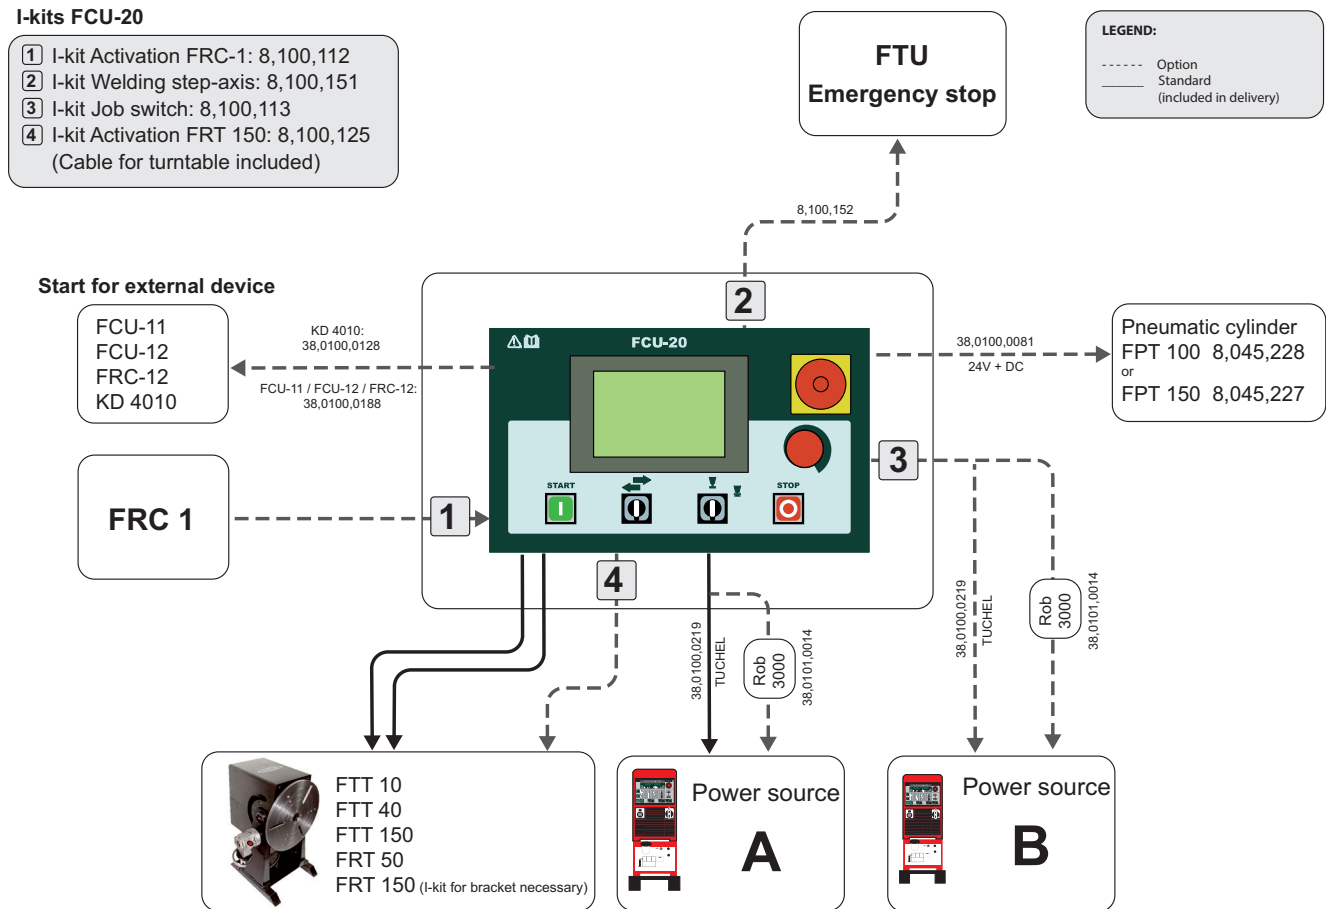 I-kits FCU-20
1 I-kit Activation FRC-1: 8,100,112
2 I-kit Welding step-axis: 8,100,151
3 I-kit Job switch: 8,100,113
4 I-kit Activation FRT 150: 8,100,125
(Cable for turntable included)
FTU
Emergency stop
LEGEND:
------ Option
Standard
(included in delivery)
8,100,152
2
Start for external device
FCU-11
FCU-12
FRC-12
KD 4010
KD 4010:
38,0100,0128
FCU-11 / FCU-12 / FRC-12:
38,0100,0188
FCU-20
START
STOP
38,0100,0081
24V + DC
Pneumatic cylinder
FPT 100 8,045,228
or
FPT 150 8,045,227
3
FRC 1
1
4
38,0100,0219
TUCHEL
Rob
3000
38,0101,0014
38,0100,0219
TUCHEL
Rob
3000
38,0101,0014
FTT 10
FTT 40
FTT 150
FRT 50
FRT 150 (I-kit for bracket necessary)
Power source
A
Power source
B